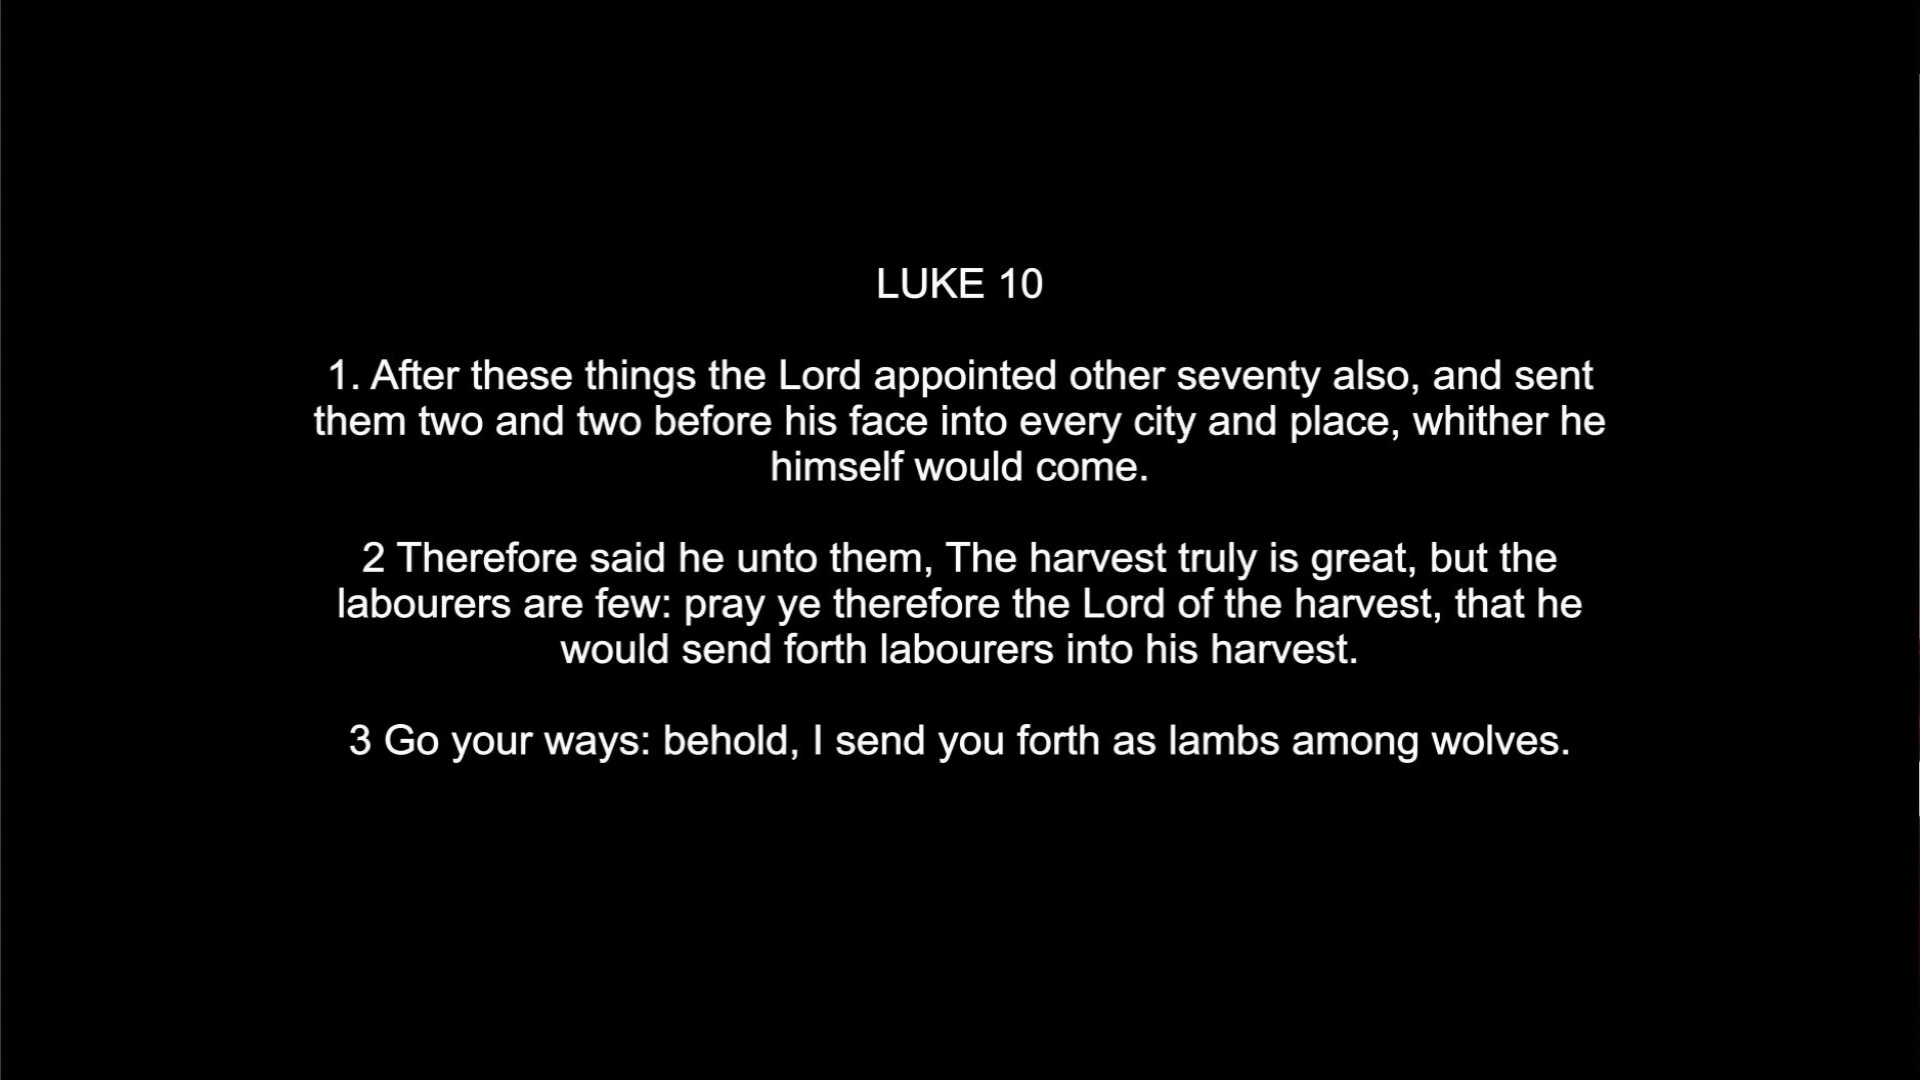 LUKE 10
1. After these things the Lord appointed other seventy also, and sent
them two and two before his face into every city and place, whither he
himself would come.
2 Therefore said he unto them, The harvest truly is great, but the
labourers are few: pray ye therefore the Lord of the harvest, that he
would send forth labourers into his harvest.
3 Go your ways: behold, I send you forth as lambs among wolves.